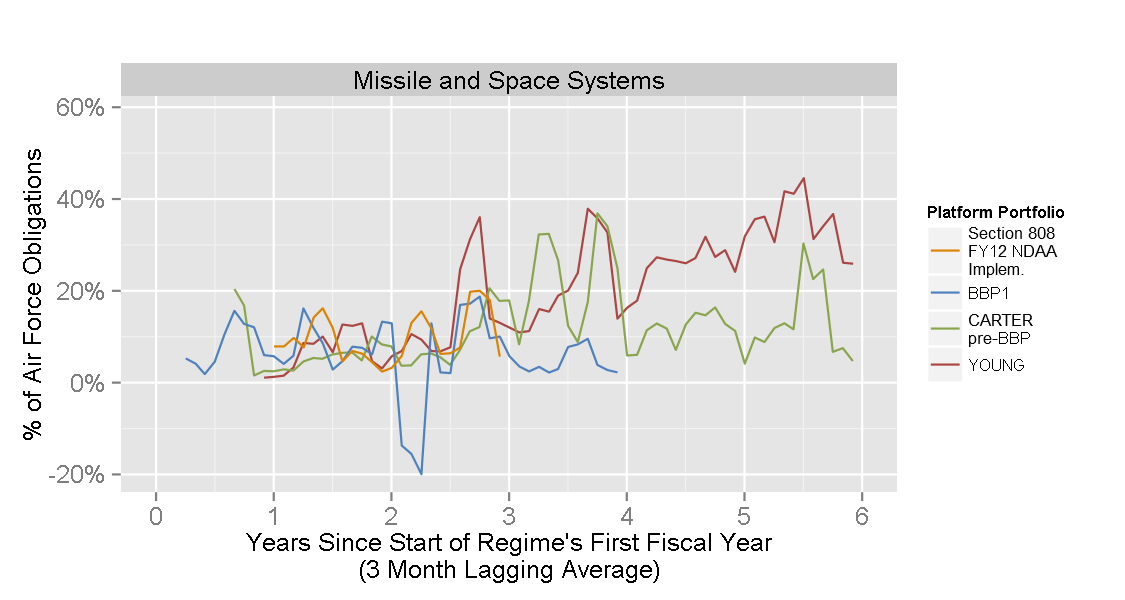 Missile and Space Systems
60%
40%
20%
0%
-20%
% of Air Force Obligations
0 1 2 3 4 5 6
Years Since Start of Regime's First Fiscal Year
(3 Month Lagging Average)
Platform Portfolio
Section 808
FY12 NDAA
Implem.
BBP1
CARTER
pre-BBP
YOUNG